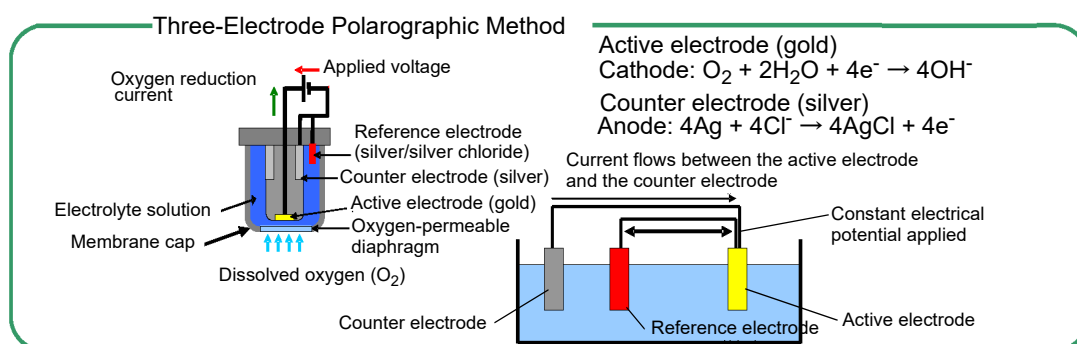 Three-Electrode Polarographic Method
Oxygen reduction
current
Applied voltage
Reference electrode
(silver/silver chloride)
Counter electrode (silver)
Active electrode (gold)
Oxygen-permeable
diaphragm
Electrolyte solution
Membrane cap
Dissolved oxygen (O₂)
Active electrode (gold)
Cathode: O₂ + 2H₂O + 4e⁻ → 4OH⁻
Counter electrode (silver)
Anode: 4Ag + 4Cl⁻ → 4AgCl + 4e⁻
Current flows between the active electrode
and the counter electrode
Constant electrical
potential applied
Counter electrode
Reference electrode
Active electrode